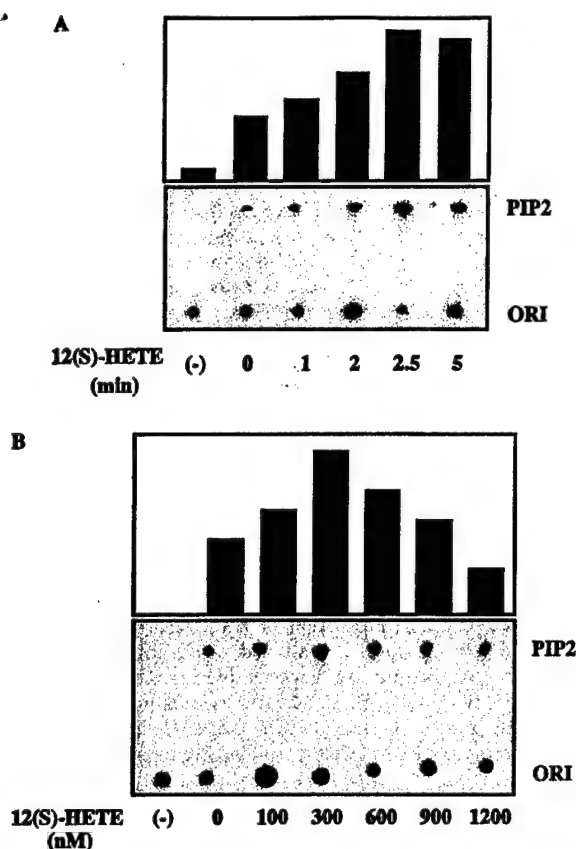 A
PIP2
ORI
12(S)-HETE (-) 0 1 2 2.5 5
(min)
B
PIP2
ORI
12(S)-HETE (-) 0 100 300 600 900 1200
(nM)